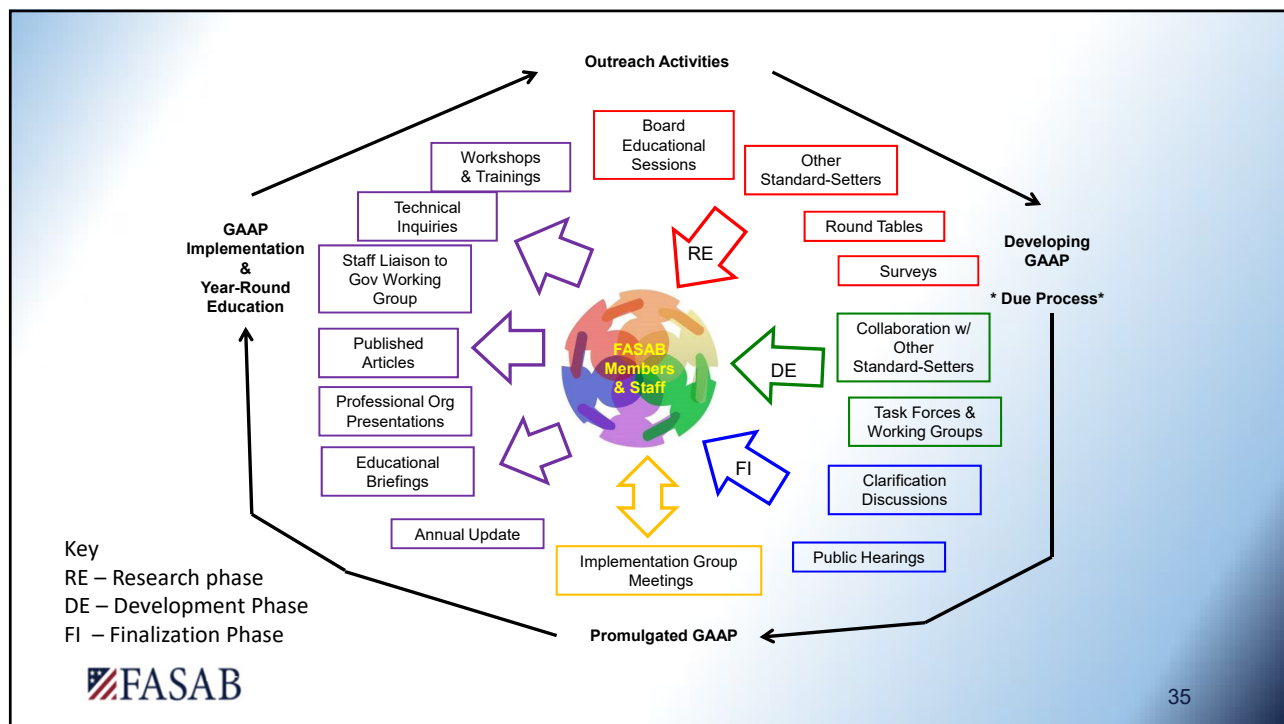 Outreach Activities
Board
Educational
Sessions
Other
Standard-Setters
Round Tables
Surveys
Developing
GAAP
* Due Process*
Collaboration w/
Other
Standard-Setters
Task Forces &
Working Groups
Clarification
Discussions
Public Hearings
Implementation Group
Meetings
Promulgated GAAP
Workshops
& Trainings
Technical
Inquiries
Staff Liaison to
Gov Working
Group
Published
Articles
Professional Org
Presentations
Educational
Briefings
Annual Update
GAAP
Implementation
&
Year-Round
Education
RE
DE
FI
FASAB
Members
& Staff
Key
RE – Research phase
DE – Development Phase
FI – Finalization Phase
FASAB
35